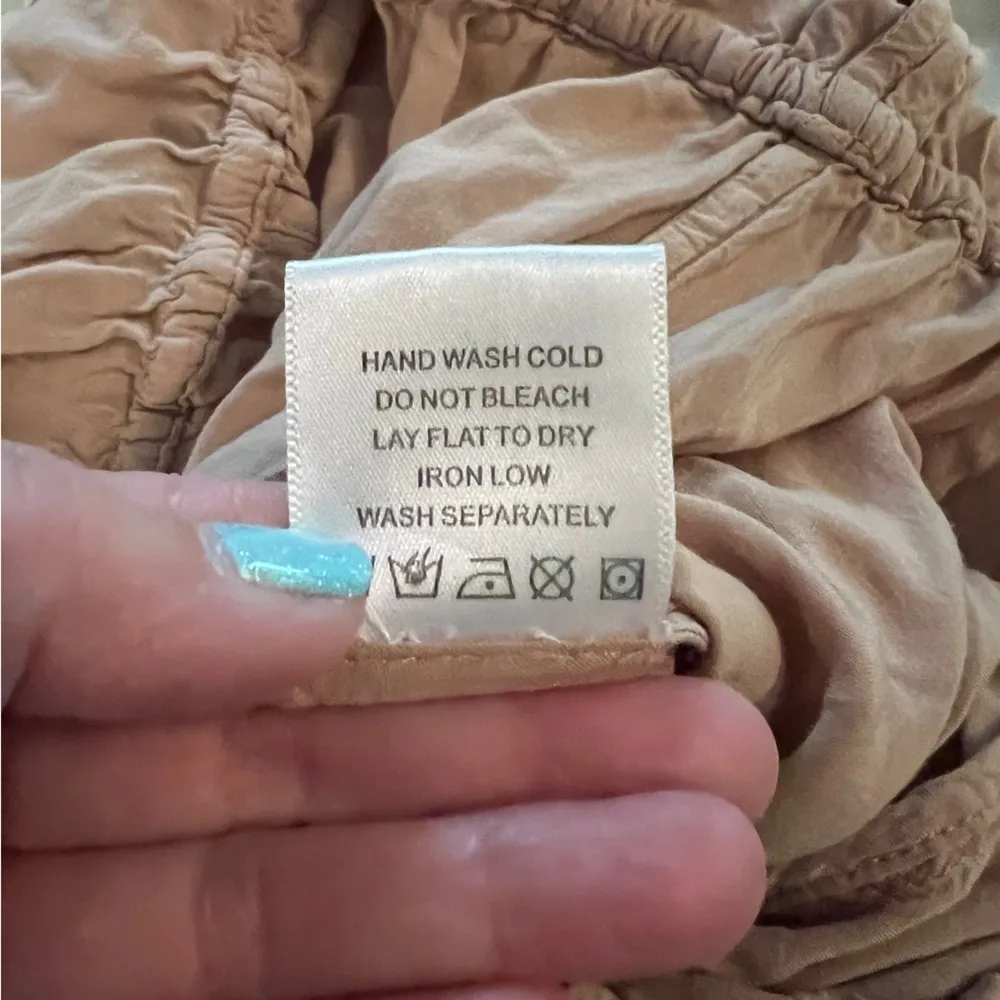 HAND WASH COLD
DO NOT BLEACH
LAY FLAT TO DRY
IRON LOW
WASH SEPARATELY